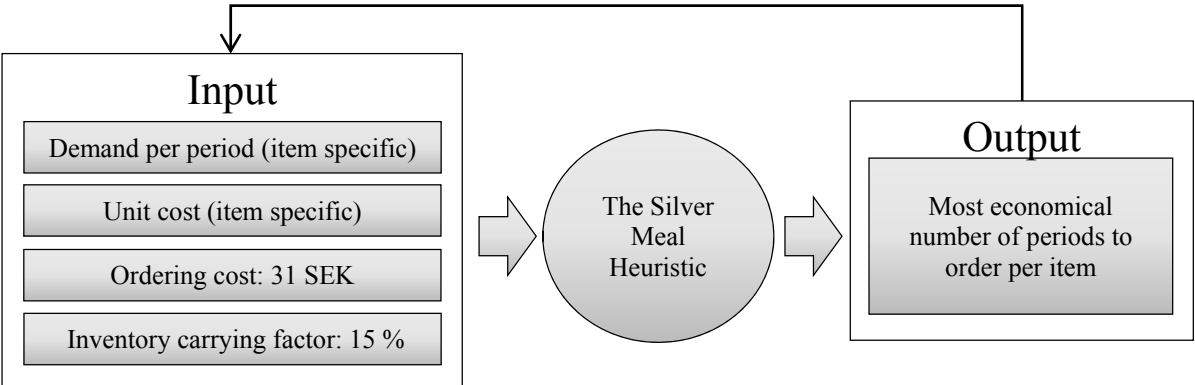 Input
Demand per period (item specific)
Unit cost (item specific)
Ordering cost: 31 SEK
Inventory carrying factor: 15 %
The Silver
Meal
Heuristic
Output
Most economical
number of periods to
order per item